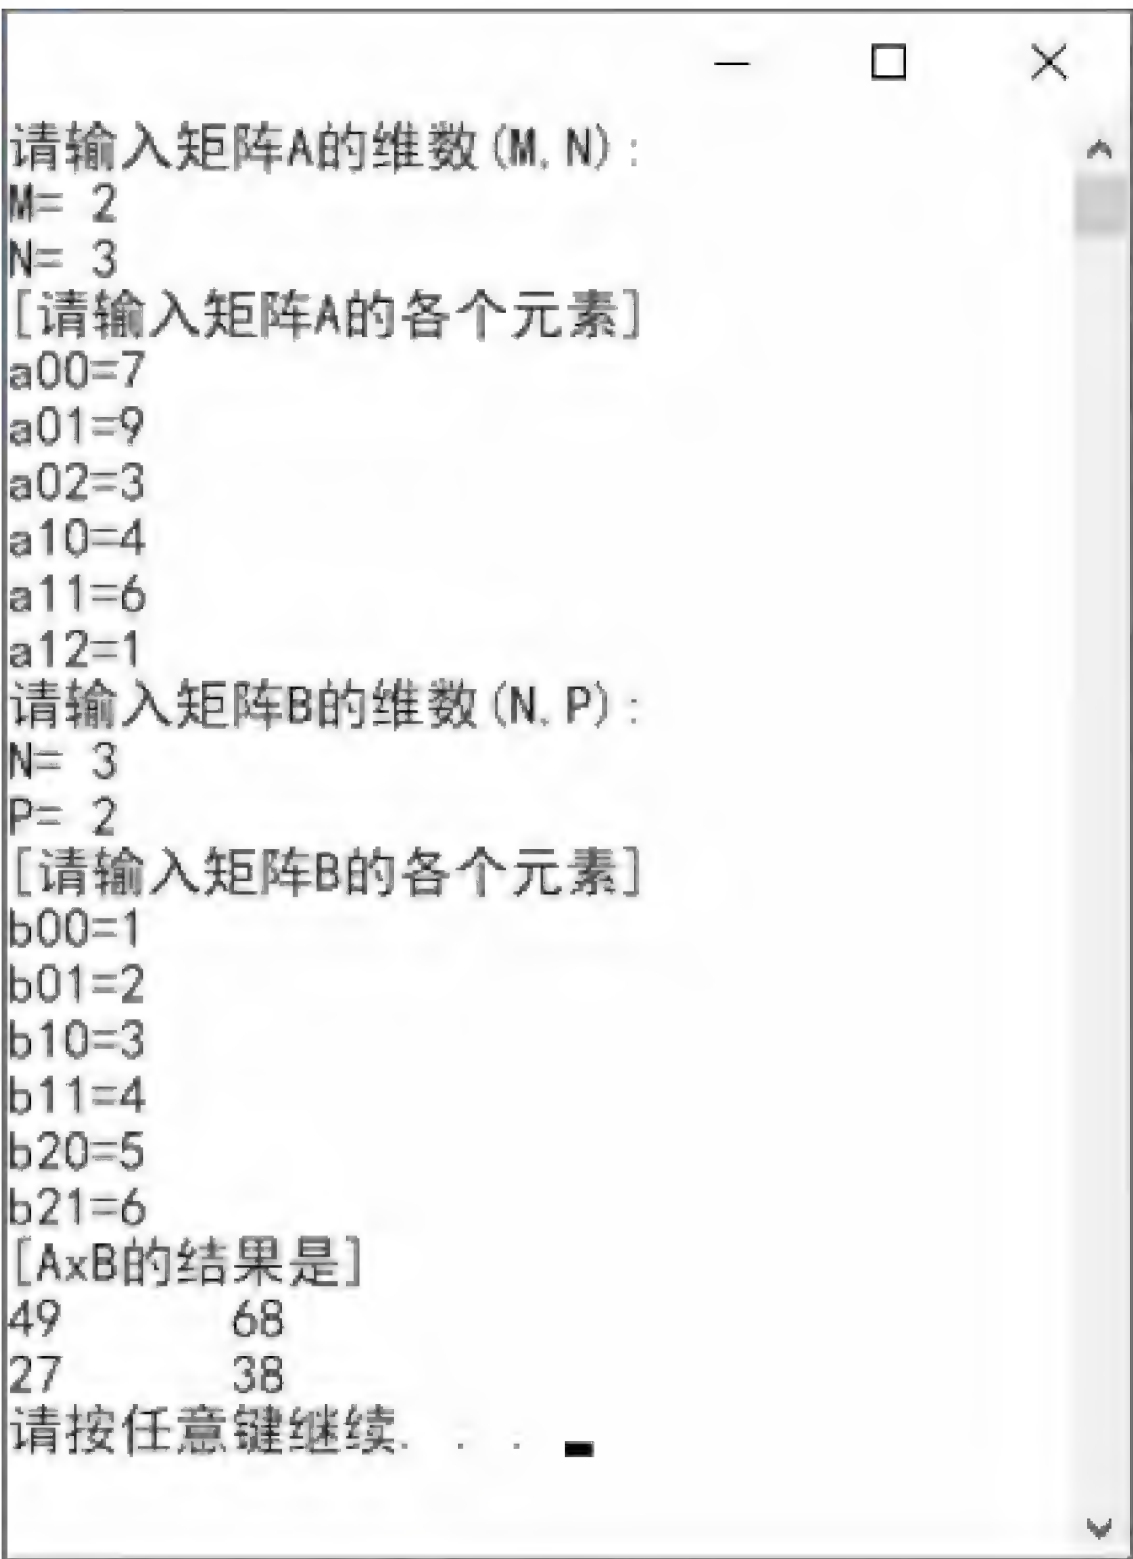 请输入矩阵A的维数(M,N):
M= 2
N= 3
[请输入矩阵A的各个元素]
a00=7
a01=9
a02=3
a10=4
a11=6
a12=1
请输入矩阵B的维数(N,P):
N= 3
P= 2
[请输入矩阵B的各个元素]
b00=1
b01=2
b10=3
b11=4
b20=5
b21=6
[AxB的结果是]
49 68
27 38
请按任意键继续. . .